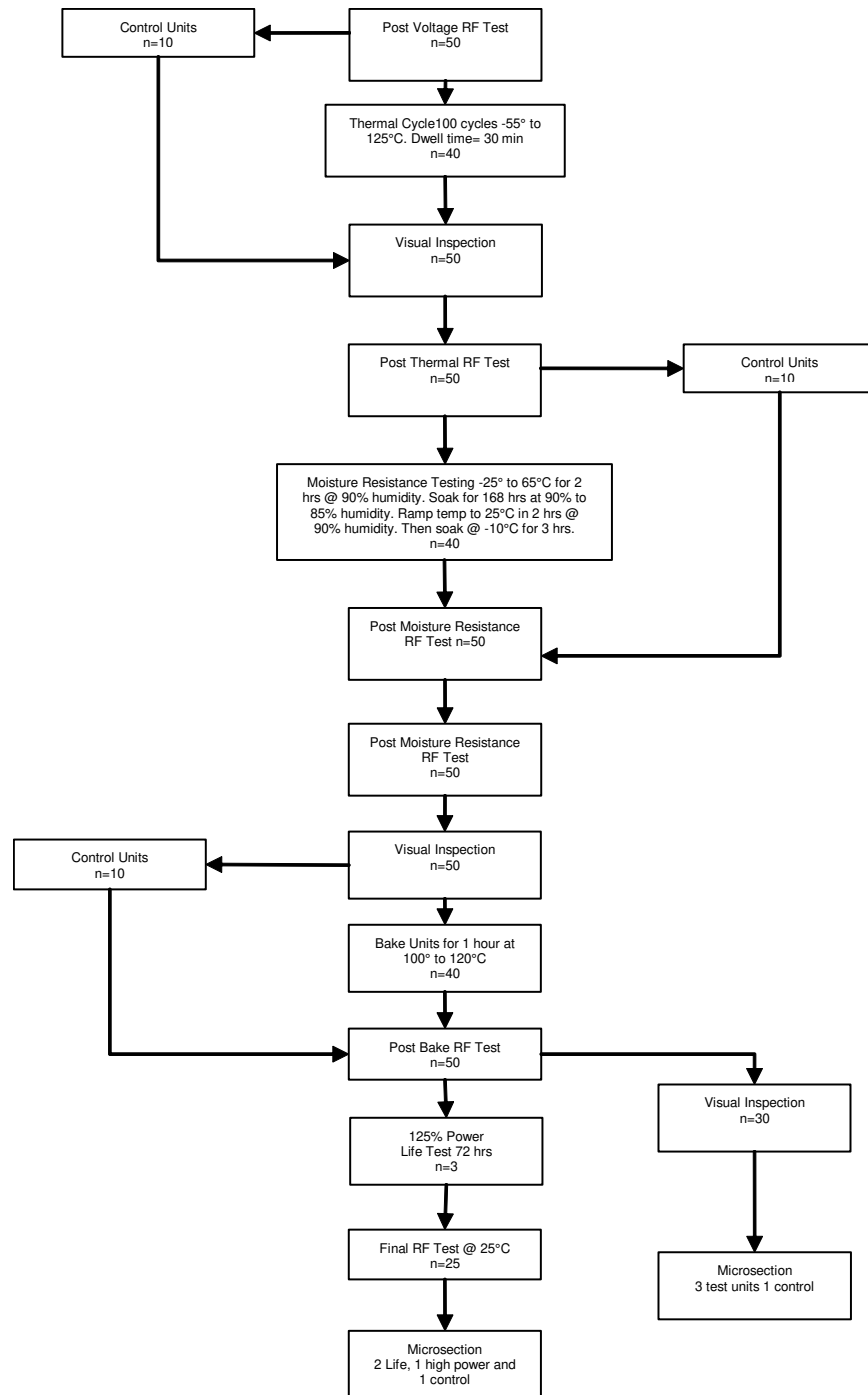 Control Units
n=10
Post Voltage RF Test
n=50
Thermal Cycle100 cycles -55° to
125°C. Dwell time= 30 min
n=40
Visual Inspection
n=50
Post Thermal RF Test
n=50
Control Units
n=10
Moisture Resistance Testing -25° to 65°C for 2
hrs @ 90% humidity. Soak for 168 hrs at 90% to
85% humidity. Ramp temp to 25°C in 2 hrs @
90% humidity. Then soak @ -10°C for 3 hrs.
n=40
Post Moisture Resistance
RF Test n=50
Post Moisture Resistance
RF Test
n=50
Visual Inspection
n=50
Control Units
n=10
Bake Units for 1 hour at
100° to 120°C
n=40
Post Bake RF Test
n=50
Visual Inspection
n=30
125% Power
Life Test 72 hrs
n=3
Final RF Test @ 25°C
n=25
Microsection
3 test units 1 control
Microsection
2 Life, 1 high power and
1 control